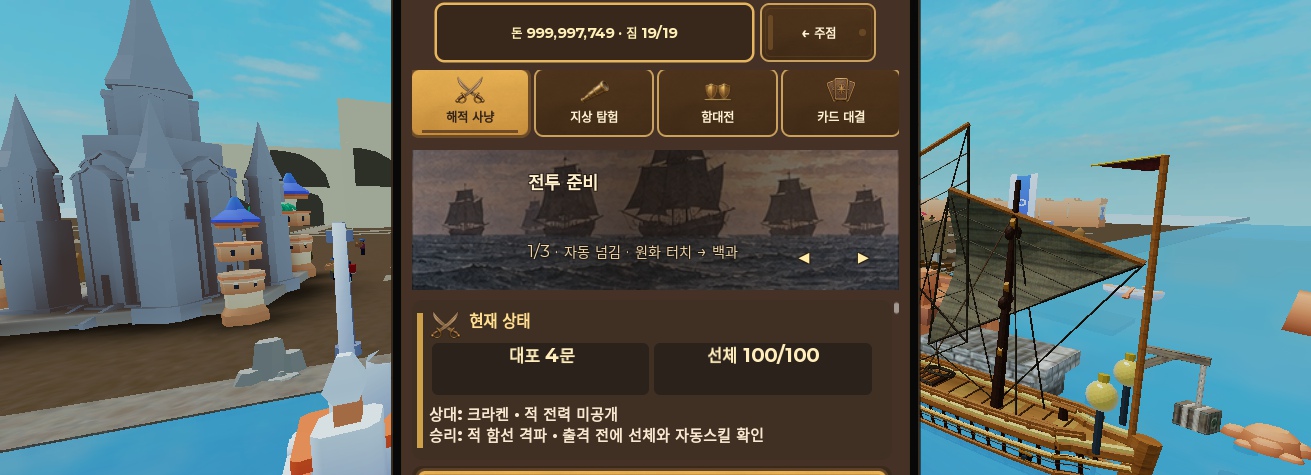 돈 999,997,749 · 짐 19/19
← 주점
해적 사냥
지상 탐험
함대전
카드 대결
전투 준비
1/3 · 자동 넘김 · 원화 터치 → 백과
◀ ▶
현재 상태
대포 4문
선체 100/100
상대: 크라켄 • 적 전력 미공개
승리: 적 함선 격파 • 출격 전에 선체와 자동스킬 확인